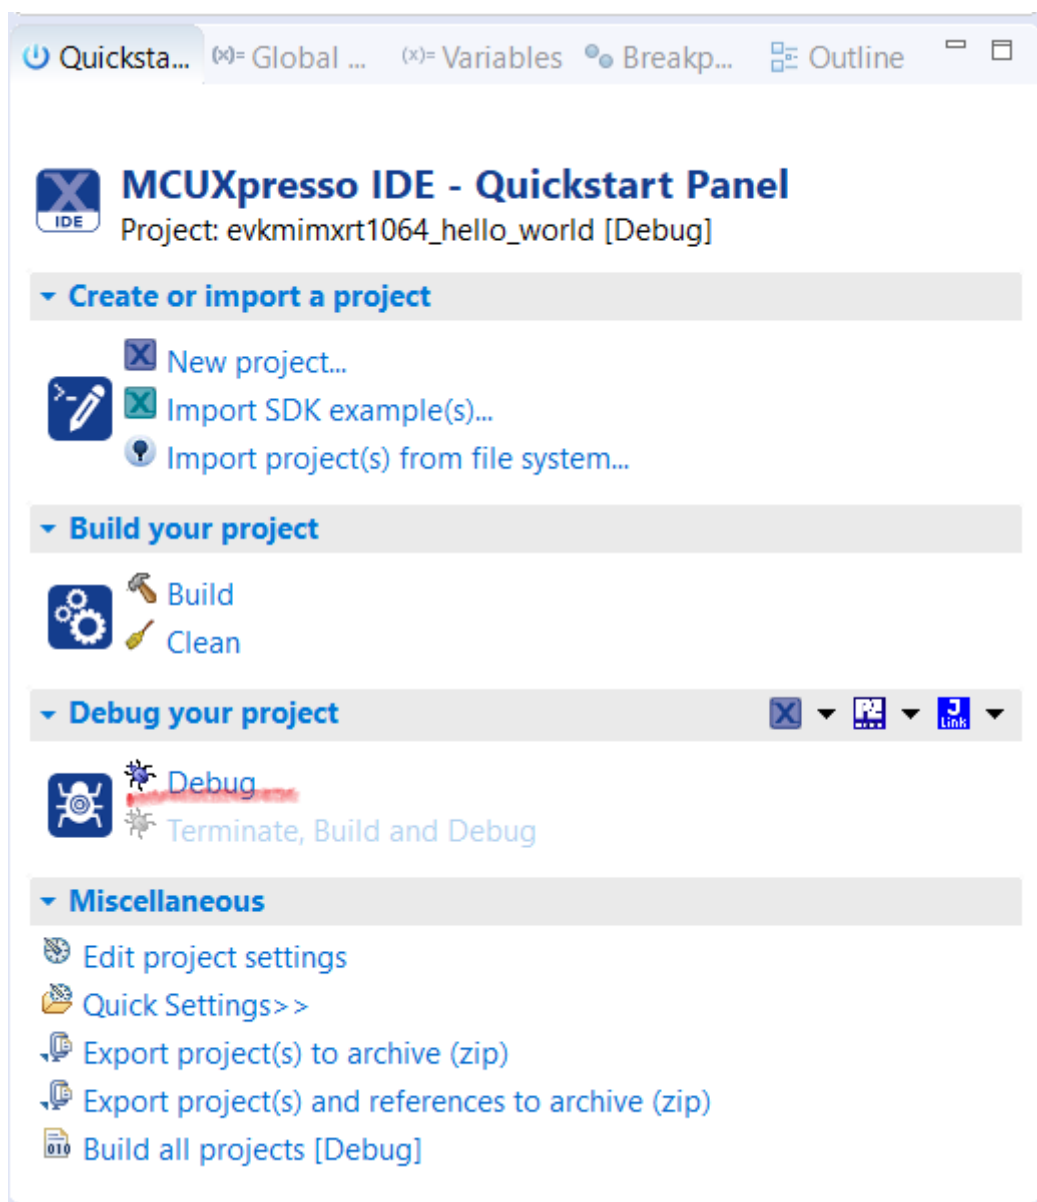 Quicksta... (x)= Global ... (x)= Variables Breakp... Outline
MCUXpresso IDE - Quickstart Panel
IDE
Project: evkmimxrt1064_hello_world [Debug]
Create or import a project
New project...
Import SDK example(s)...
Import project(s) from file system...
Build your project
Build
Clean
Debug your project
Debug
Terminate, Build and Debug
Miscellaneous
Edit project settings
Quick Settings>>
Export project(s) to archive (zip)
Export project(s) and references to archive (zip)
010 Build all projects [Debug]